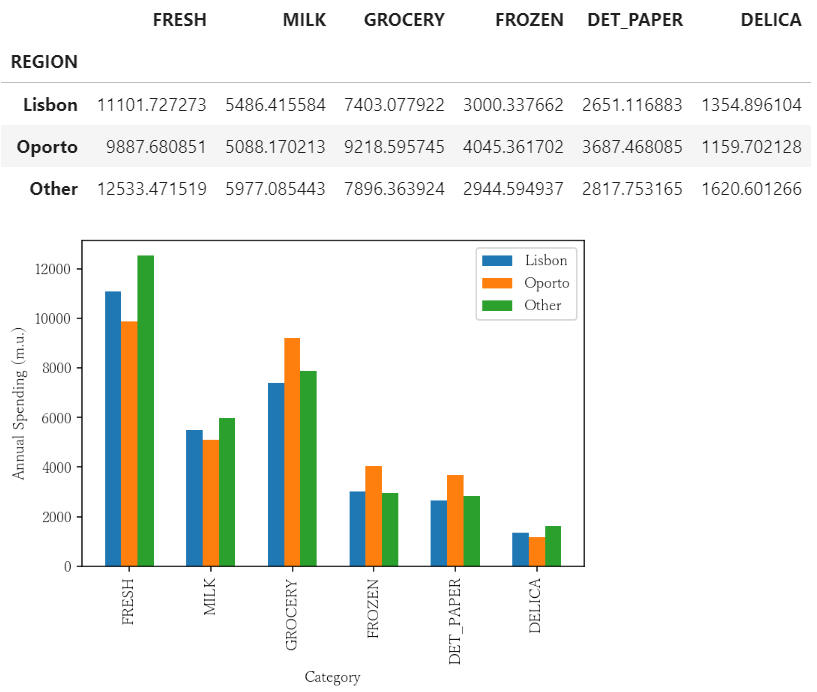 FRESH MILK GROCERY FROZEN DET_PAPER DELICA
REGION
Lisbon 11101.727273 5486.415584 7403.077922 3000.337662 2651.116883 1354.896104
Oporto 9887.680851 5088.170213 9218.595745 4045.361702 3687.468085 1159.702128
Other 12533.471519 5977.085443 7896.363924 2944.594937 2817.753165 1620.601266
Lisbon
Oporto
Other
Annual Spending (m.u.)
12000
10000
8000
6000
4000
2000
0
FRESH
MILK
GROCERY
FROZEN
DET_PAPER
DELICA
Category